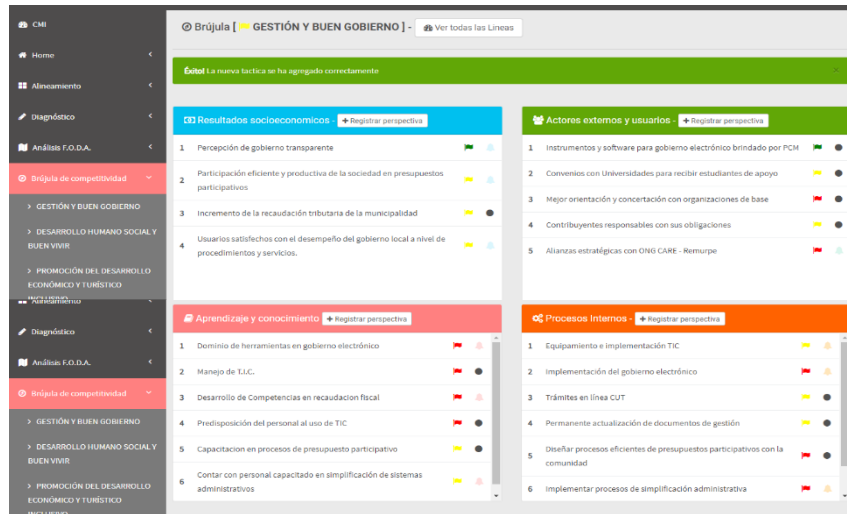 CMI
Home
Alineamiento
Diagnóstico
Análisis F.O.D.A.
Brújula de competitividad
> GESTIÓN Y BUEN GOBIERNO
> DESARROLLO HUMANO SOCIAL Y
BUEN VIVIR
> PROMOCIÓN DEL DESARROLLO
ECONÓMICO Y TURÍSTICO
INCLUSIVO
Alineamiento
Diagnóstico
Análisis F.O.D.A.
Brújula de competitividad
> GESTIÓN Y BUEN GOBIERNO
> DESARROLLO HUMANO SOCIAL Y
BUEN VIVIR
> PROMOCIÓN DEL DESARROLLO
ECONÓMICO Y TURÍSTICO
INCLUSIVO
Brújula [ GESTIÓN Y BUEN GOBIERNO ] - Ver todas las Lineas
Éxito! La nueva tactica se ha agregado correctamente ×
Resultados socioeconomicos - + Registrar perspectiva
1 Percepción de gobierno transparente
2 Participación eficiente y productiva de la sociedad en presupuestos
participativos
3 Incremento de la recaudación tributaria de la municipalidad
4 Usuarios satisfechos con el desempeño del gobierno local a nivel de
procedimientos y servicios.
Actores externos y usuarios - + Registrar perspectiva
1 Instrumentos y software para gobierno electrónico brindado por PCM
2 Convenios con Universidades para recibir estudiantes de apoyo
3 Mejor orientación y concertación con organizaciones de base
4 Contribuyentes responsables con sus obligaciones
5 Alianzas estratégicas con ONG CARE - Remurpe
Aprendizaje y conocimiento + Registrar perspectiva
1 Dominio de herramientas en gobierno electrónico
2 Manejo de T.I.C.
3 Desarrollo de Competencias en recaudacion fiscal
4 Predisposición del personal al uso de TIC
5 Capacitacion en procesos de presupuesto participativo
6 Contar con personal capacitado en simplificación de sistemas
administrativos
Procesos Internos - + Registrar perspectiva
1 Equipamiento e implementación TIC
2 Implementación del gobierno electrónico
3 Trámites en línea CUT
4 Permanente actualización de documentos de gestión
5 Diseñar procesos eficientes de presupuestos participativos con la
comunidad
6 Implementar procesos de simplificación administrativa